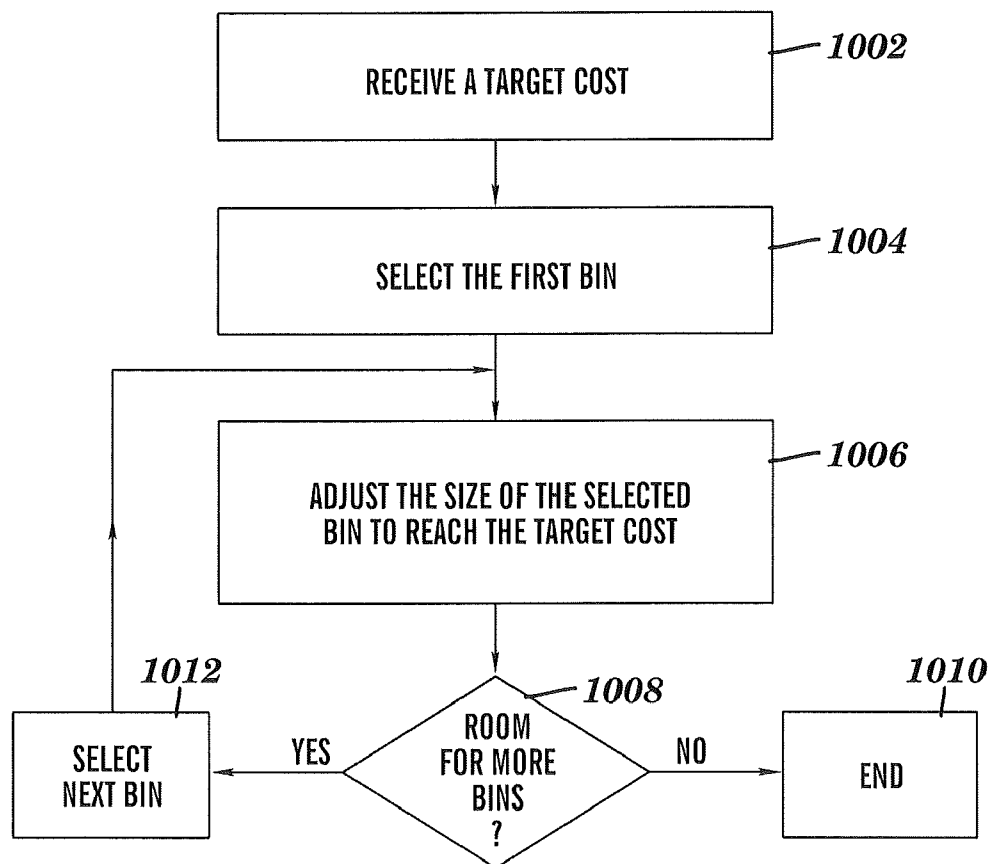 1002
RECEIVE A TARGET COST
1004
SELECT THE FIRST BIN
1006
ADJUST THE SIZE OF THE SELECTED
BIN TO REACH THE TARGET COST
1008
ROOM
FOR MORE
BINS
?
YES
NO
1012
SELECT
NEXT BIN
1010
END